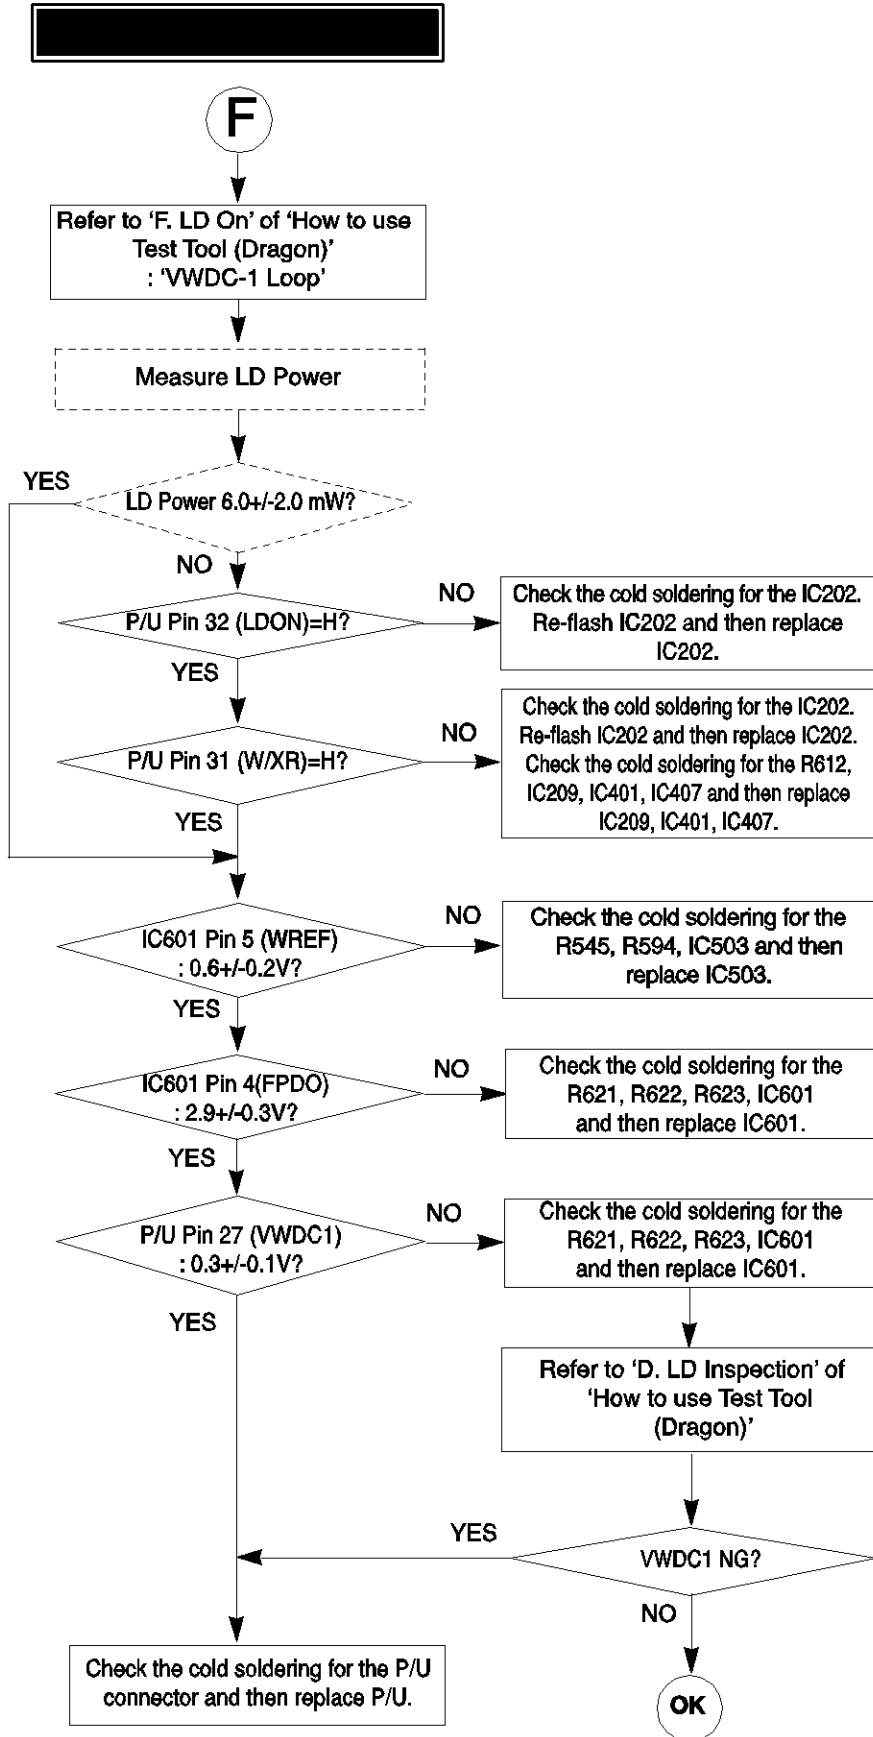 F
Refer to ‘F. LD On’ of ‘How to use
Test Tool (Dragon)’
: ‘VWDC-1 Loop’
Measure LD Power
YES
LD Power 6.0+/-2.0 mW?
NO
P/U Pin 32 (LDON)=H?
NO
Check the cold soldering for the IC202.
Re-flash IC202 and then replace
IC202.
YES
P/U Pin 31 (W/XR)=H?
NO
Check the cold soldering for the IC202.
Re-flash IC202 and then replace IC202.
Check the cold soldering for the R612,
IC209, IC401, IC407 and then replace
IC209, IC401, IC407.
YES
IC601 Pin 5 (WREF)
: 0.6+/-0.2V?
NO
Check the cold soldering for the
R545, R594, IC503 and then
replace IC503.
YES
IC601 Pin 4(FPDO)
: 2.9+/-0.3V?
NO
Check the cold soldering for the
R621, R622, R623, IC601
and then replace IC601.
YES
P/U Pin 27 (VWDC1)
: 0.3+/-0.1V?
NO
Check the cold soldering for the
R621, R622, R623, IC601
and then replace IC601.
YES
Refer to ‘D. LD Inspection’ of
‘How to use Test Tool
(Dragon)’
YES
VWDC1 NG?
NO
Check the cold soldering for the P/U
connector and then replace P/U.
OK